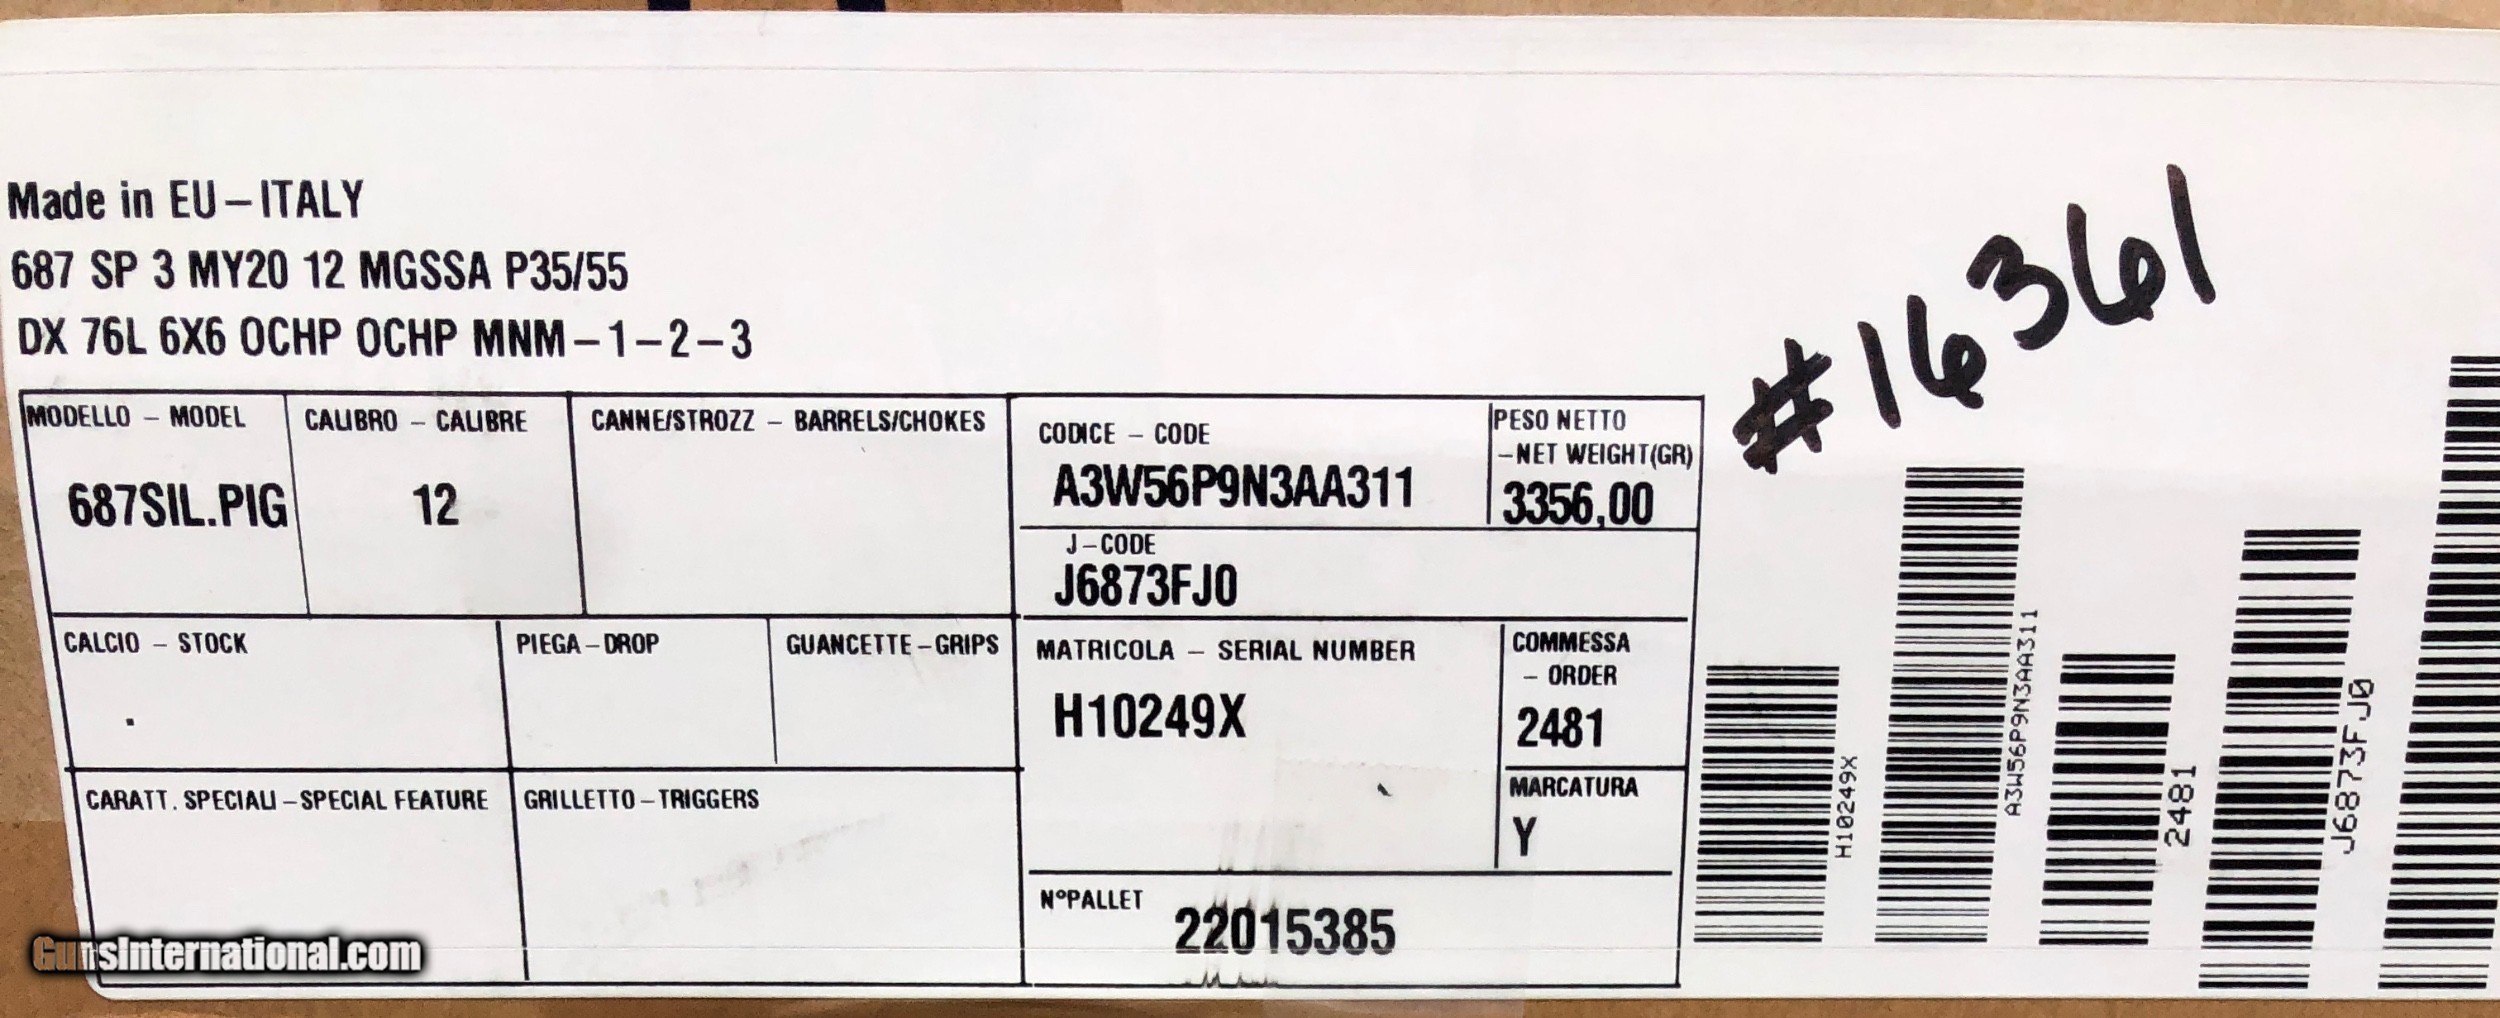 Made in EU – ITALY
687 SP 3 MY20 12 MGSSA P35/55
DX 76L 6X6 OCHP OCHP MNM – 1 – 2 – 3
#16361
MODELLO – MODEL
687SIL.PIG
CALIBRO – CALIBRE
12
CANNE/STROZZ – BARRELS/CHOKES
CODICE – CODE
A3W56P9N3AA311
PESO NETTO
–NET WEIGHT(GR)
3356,00
J–CODE
J6873FJ0
CALCIO – STOCK
.
PIEGA–DROP
GUANCETTE–GRIPS
MATRICOLA – SERIAL NUMBER
H10249X
COMMESSA
– ORDER
2481
MARCATURA
Y
CARATT. SPECIALI–SPECIAL FEATURE
GRILLETTO–TRIGGERS
N°PALLET
22015385
H10249X
A3W56P9N3AA311
2481
J6873FJ0
GunsInternational.com